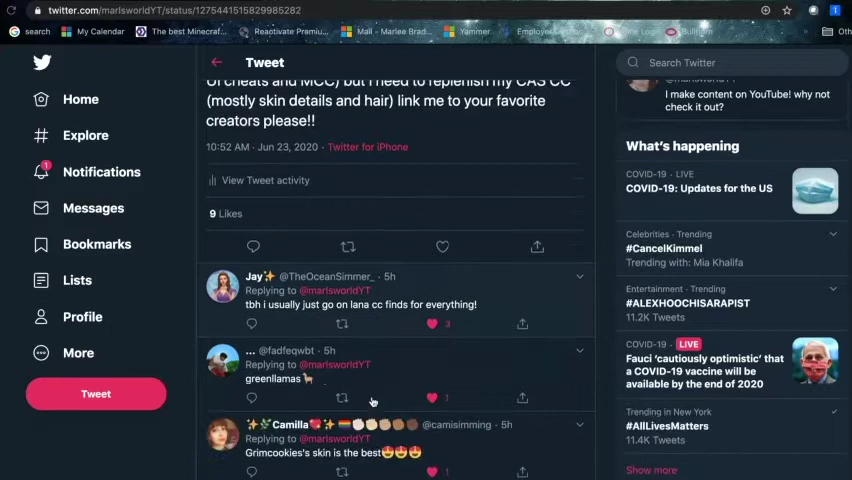 twitter.com/marlsworldYT/status/1275441515829985282
search
My Calendar
The best Minecraf...
Reactivate Premiu...
Mail - Marlee Brad...
Yammer
Employe
One Login
Bullhorn
Oth
Home
Explore
1
Notifications
Messages
Bookmarks
Lists
Profile
More
Tweet
Tweet
UI cheats and MCC) but I need to replenish my CAS CC
(mostly skin details and hair) link me to your favorite
creators please!!
10:52 AM · Jun 23, 2020 · Twitter for iPhone
View Tweet activity
9 Likes
Jay✨ @TheOceanSimmer_ · 5h
Replying to @marlsworldYT
tbh i usually just go on lana cc finds for everything!
3
... @fadfeqwbt · 5h
Replying to @marlsworldYT
greenllamas🦙
1
✨🌿Camilla💖✨🏳️‍🌈✊🏻✊🏼✊🏽✊🏾✊🏿 @camisimming · 5h
Replying to @marlsworldYT
Grimcookies's skin is the best😍😍😍
1
Search Twitter
I make content on YouTube! why not
check it out?
What's happening
COVID-19 · LIVE
COVID-19: Updates for the US
Celebrities · Trending
#CancelKimmel
Trending with: Mia Khalifa
Entertainment · Trending
#ALEXHOOCHISARAPIST
11.2K Tweets
COVID-19 · LIVE
Fauci ‘cautiously optimistic’ that
a COVID-19 vaccine will be
available by the end of 2020
Trending in New York
#AllLivesMatters
11.4K Tweets
Show more